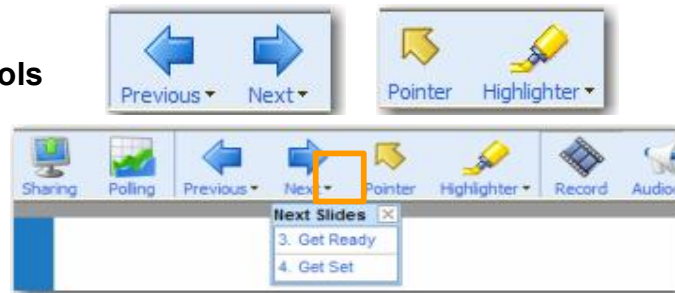 ols
Previous Next
Pointer Highlighter
Sharing Polling Previous Next Pointer Highlighter Record Audio
Next Slides
3. Get Ready
4. Get Set